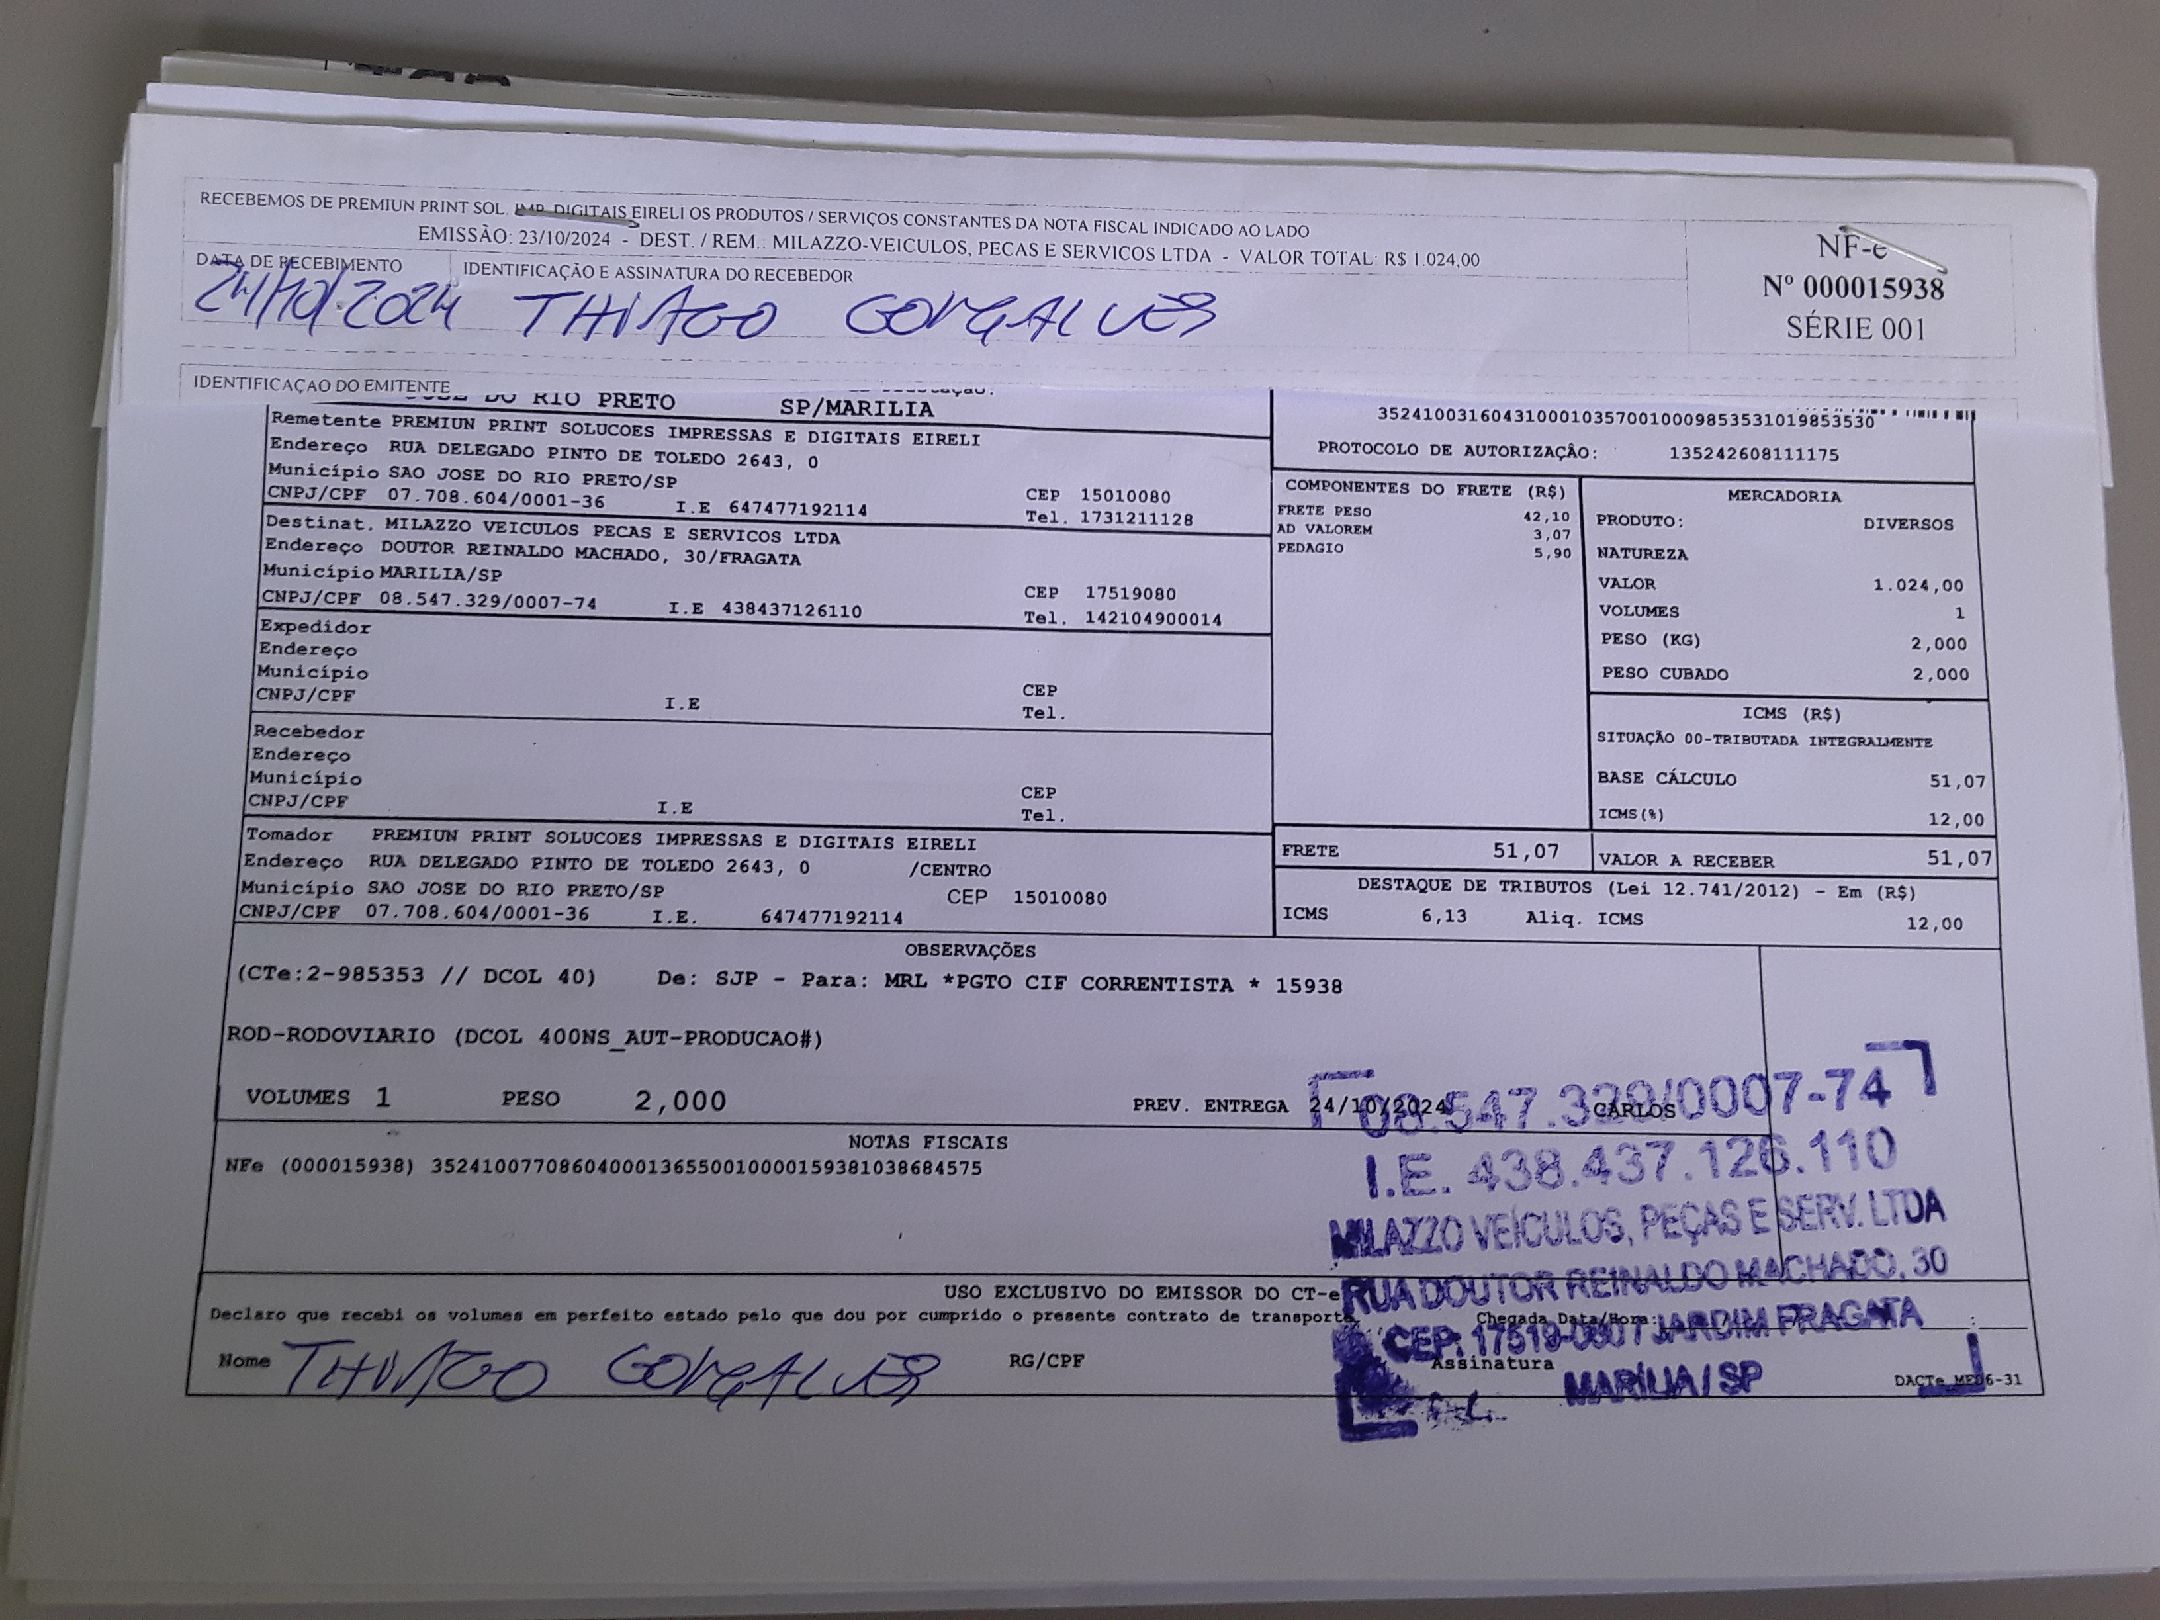 RECEBEMOS DE PREMIUN PRINT SOL. IMP. DIGITAIS EIRELI OS PRODUTOS / SERVIÇOS CONSTANTES DA NOTA FISCAL INDICADO AO LADO
EMISSÃO: 23/10/2024 - DEST. / REM.: MILAZZO-VEICULOS, PECAS E SERVICOS LTDA - VALOR TOTAL: R$ 1.024,00
NF-e
Nº 000015938
SÉRIE 001
DATA DE RECEBIMENTO IDENTIFICAÇÃO E ASSINATURA DO RECEBEDOR
24/10/2024 THIAGO GONÇALVES
IDENTIFICAÇAO DO EMITENTE
DO RIO PRETO SP/MARILIA
Remetente PREMIUN PRINT SOLUCOES IMPRESSAS E DIGITAIS EIRELI
Endereço RUA DELEGADO PINTO DE TOLEDO 2643, 0
Município SAO JOSE DO RIO PRETO/SP CEP 15010080
CNPJ/CPF 07.708.604/0001-36 I.E 647477192114 Tel. 1731211128
Destinat. MILAZZO VEICULOS PECAS E SERVICOS LTDA
Endereço DOUTOR REINALDO MACHADO, 30/FRAGATA
Município MARILIA/SP CEP 17519080
CNPJ/CPF 08.547.329/0007-74 I.E 438437126110 Tel. 142104900014
Expedidor
Endereço
Município CEP
CNPJ/CPF I.E Tel.
Recebedor
Endereço
Município CEP
CNPJ/CPF I.E Tel.
Tomador PREMIUN PRINT SOLUCOES IMPRESSAS E DIGITAIS EIRELI
Endereço RUA DELEGADO PINTO DE TOLEDO 2643, 0 /CENTRO
Município SAO JOSE DO RIO PRETO/SP CEP 15010080
CNPJ/CPF 07.708.604/0001-36 I.E. 647477192114
35241003160431000103570010009853531019853530
PROTOCOLO DE AUTORIZAÇÂO: 135242608111175
COMPONENTES DO FRETE (R$)
FRETE PESO 42,10
AD VALOREM 3,07
PEDAGIO 5,90
MERCADORIA
PRODUTO: DIVERSOS
NATUREZA
VALOR 1.024,00
VOLUMES 1
PESO (KG) 2,000
PESO CUBADO 2,000
ICMS (R$)
SITUAÇÃO 00-TRIBUTADA INTEGRALMENTE
BASE CÁLCULO 51,07
ICMS(%) 12,00
FRETE 51,07 VALOR A RECEBER 51,07
DESTAQUE DE TRIBUTOS (Lei 12.741/2012) - Em (R$)
ICMS 6,13 Aliq. ICMS 12,00
OBSERVAÇÕES
(CTe:2-985353 // DCOL 40) De: SJP - Para: MRL *PGTO CIF CORRENTISTA * 15938
ROD-RODOVIARIO (DCOL 400NS_AUT-PRODUCAO#)
VOLUMES 1 PESO 2,000 PREV. ENTREGA 24/10/2024 CARLOS
NOTAS FISCAIS
NFe (000015938) 35241007708604000136550010000159381038684575
08.547.329/0007-74
I.E. 438.437.126.110
MILAZZO VEÍCULOS, PEÇAS E SERV. LTDA
RUA DOUTOR REINALDO MACHADO, 30
CEP: 17519-080 / JARDIM FRAGATA
MARÍLIA / SP
USO EXCLUSIVO DO EMISSOR DO CT-e
Declaro que recebi os volumes em perfeito estado pelo que dou por cumprido o presente contrato de transporte. Chegada Data/Hora:
Nome THIAGO GONÇALVES RG/CPF Assinatura